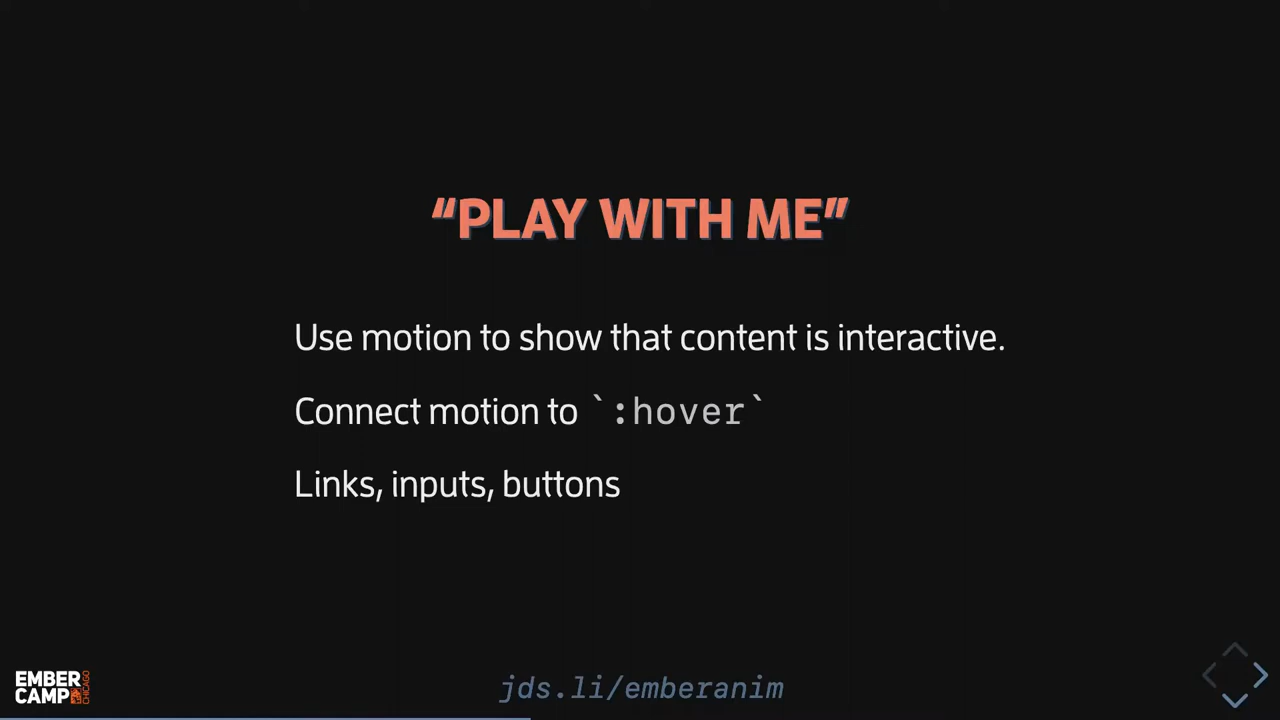 “PLAY WITH ME”
Use motion to show that content is interactive.
Connect motion to `:hover`
Links, inputs, buttons
EMBER
CAMP CHICAGO
jds.li/emberanim